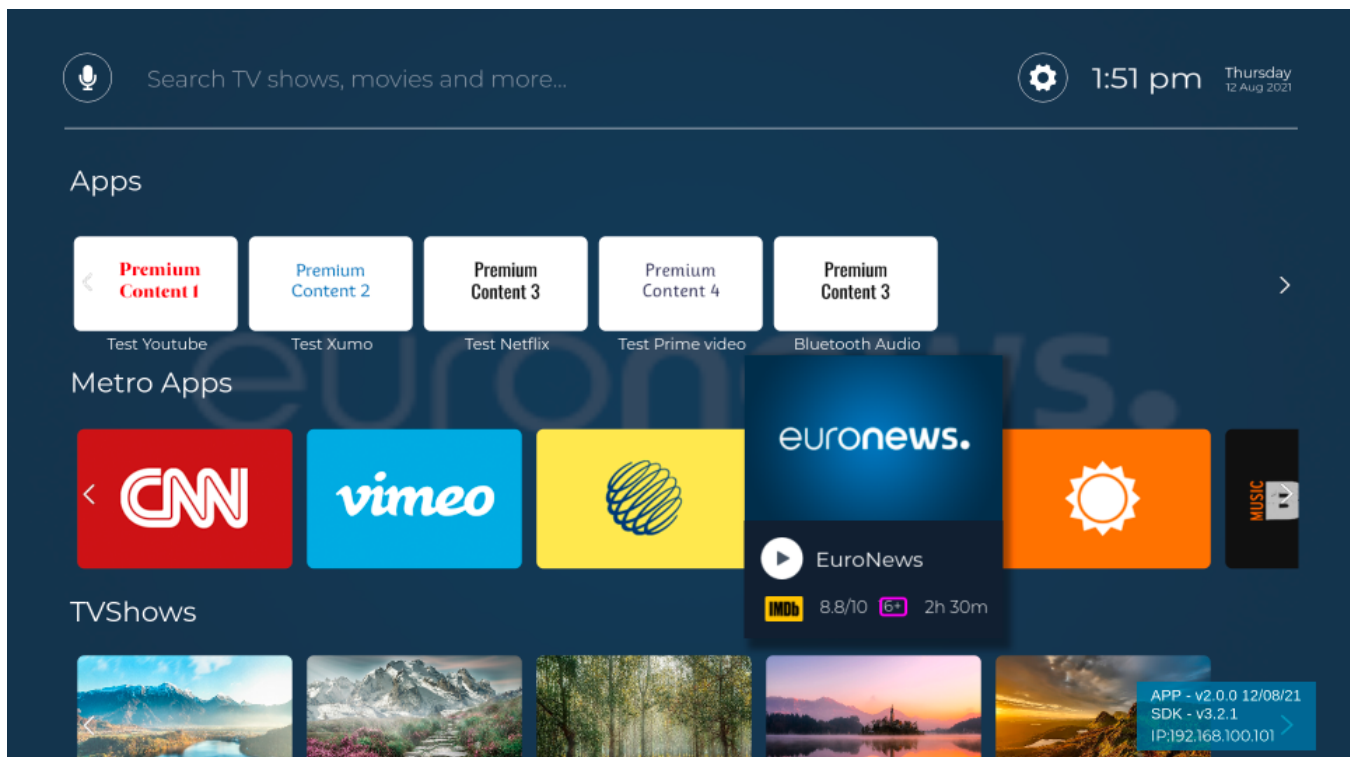 Search TV shows, movies and more...
1:51 pm
Thursday
12 Aug 2021
Apps
Premium
Content 1
Premium
Content 2
Premium
Content 3
Premium
Content 4
Premium
Content 3
Test Youtube
Test Xumo
Test Netflix
Test Prime video
Bluetooth Audio
euronews.
Metro Apps
CNN
vimeo
euronews.
MUSIC
EuroNews
IMDb 8.8/10 6+ 2h 30m
TVShows
APP - v2.0.0 12/08/21
SDK - v3.2.1
IP:192.168.100.101